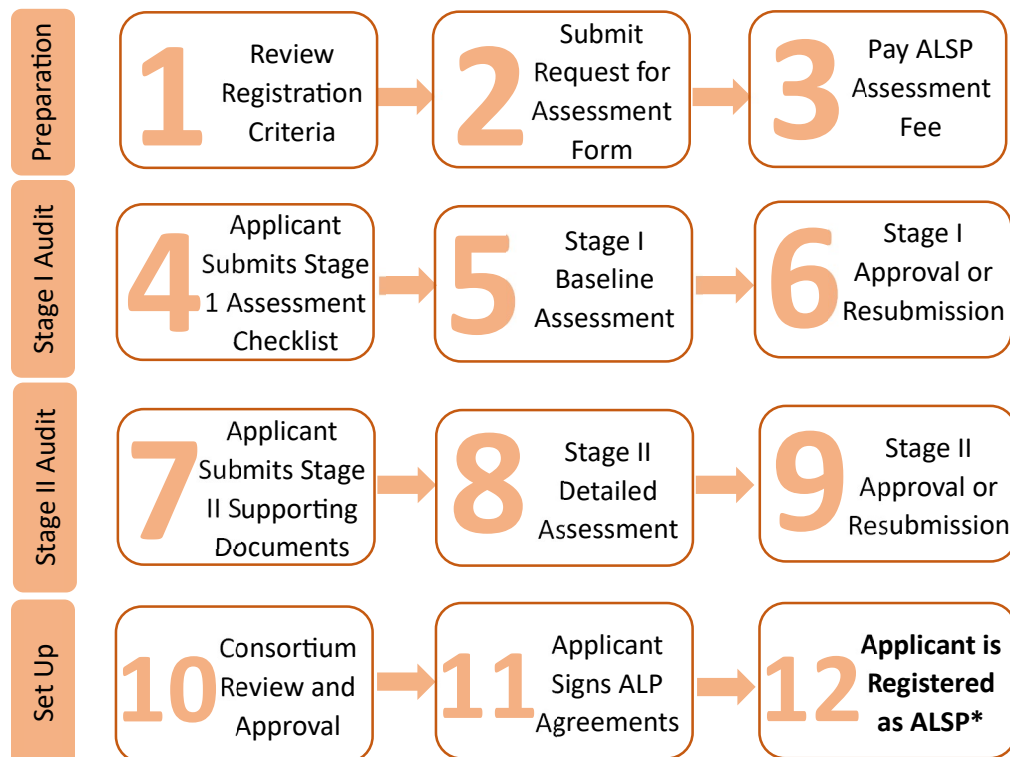 Preparation
1
Review
Registration
Criteria
2
Submit
Request for
Assessment
Form
3
Pay ALSP
Assessment
Fee
Stage I Audit
4
Applicant
Submits Stage
1 Assessment
Checklist
5
Stage I
Baseline
Assessment
6
Stage I
Approval or
Resubmission
Stage II Audit
7
Applicant
Submits Stage
II Supporting
Documents
8
Stage II
Detailed
Assessment
9
Stage II
Approval or
Resubmission
Set Up
10
Consortium
Review and
Approval
11
Applicant
Signs ALP
Agreements
12
Applicant is
Registered
as ALSP*